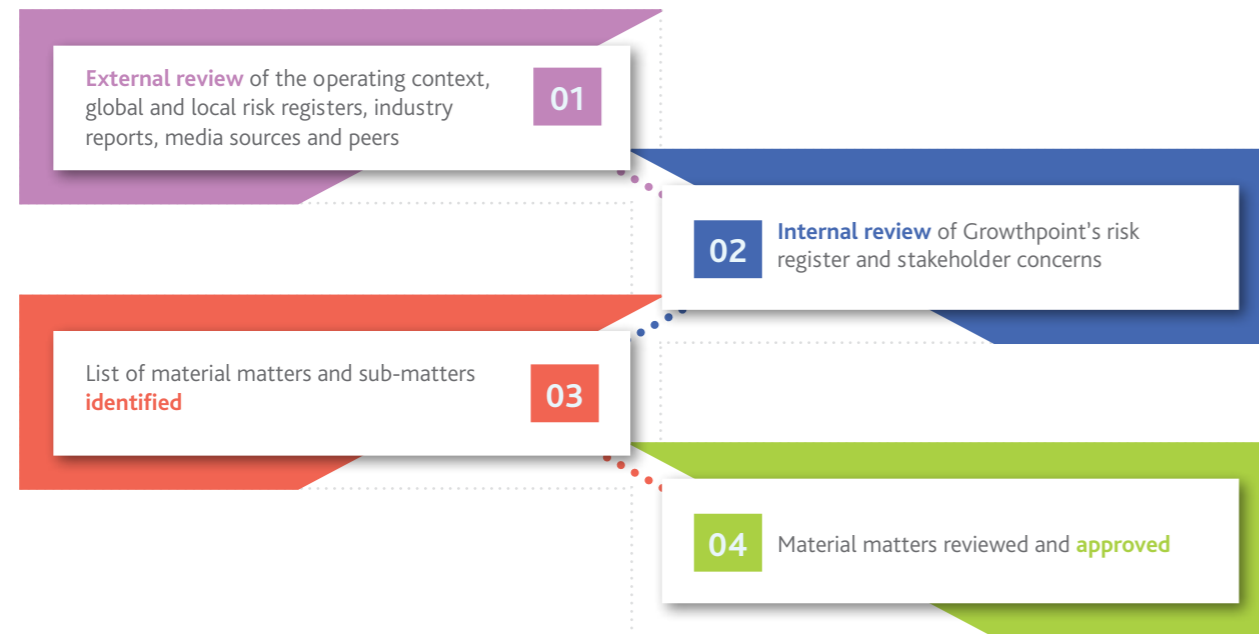 External review of the operating context,
global and local risk registers, industry
reports, media sources and peers
01
02
Internal review of Growthpoint's risk
register and stakeholder concerns
List of material matters and sub-matters
identified
03
04
Material matters reviewed and approved